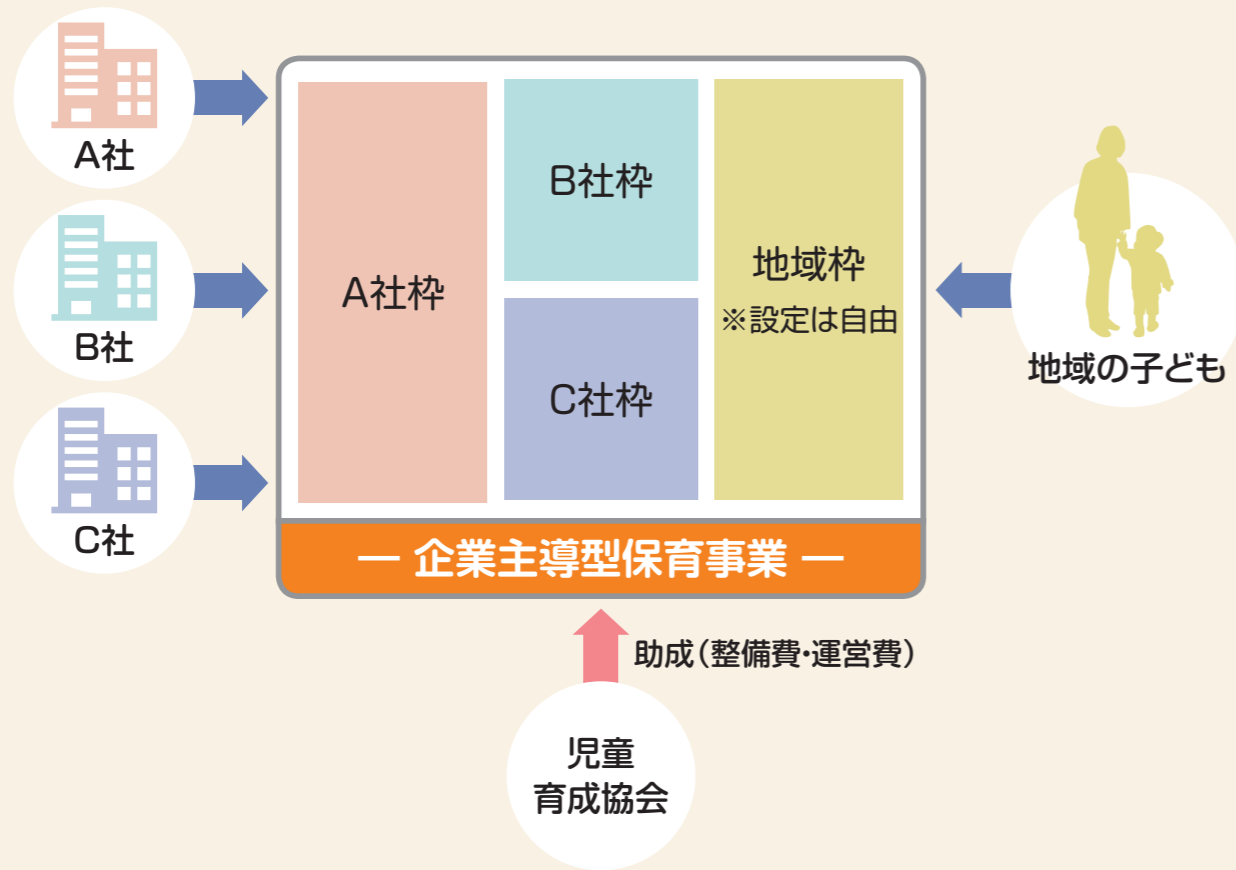 A社
B社
C社
A社枠
B社枠
C社枠
地域枠
※設定は自由
地域の子ども
― 企業主導型保育事業 ―
助成(整備費・運営費)
児童
育成協会